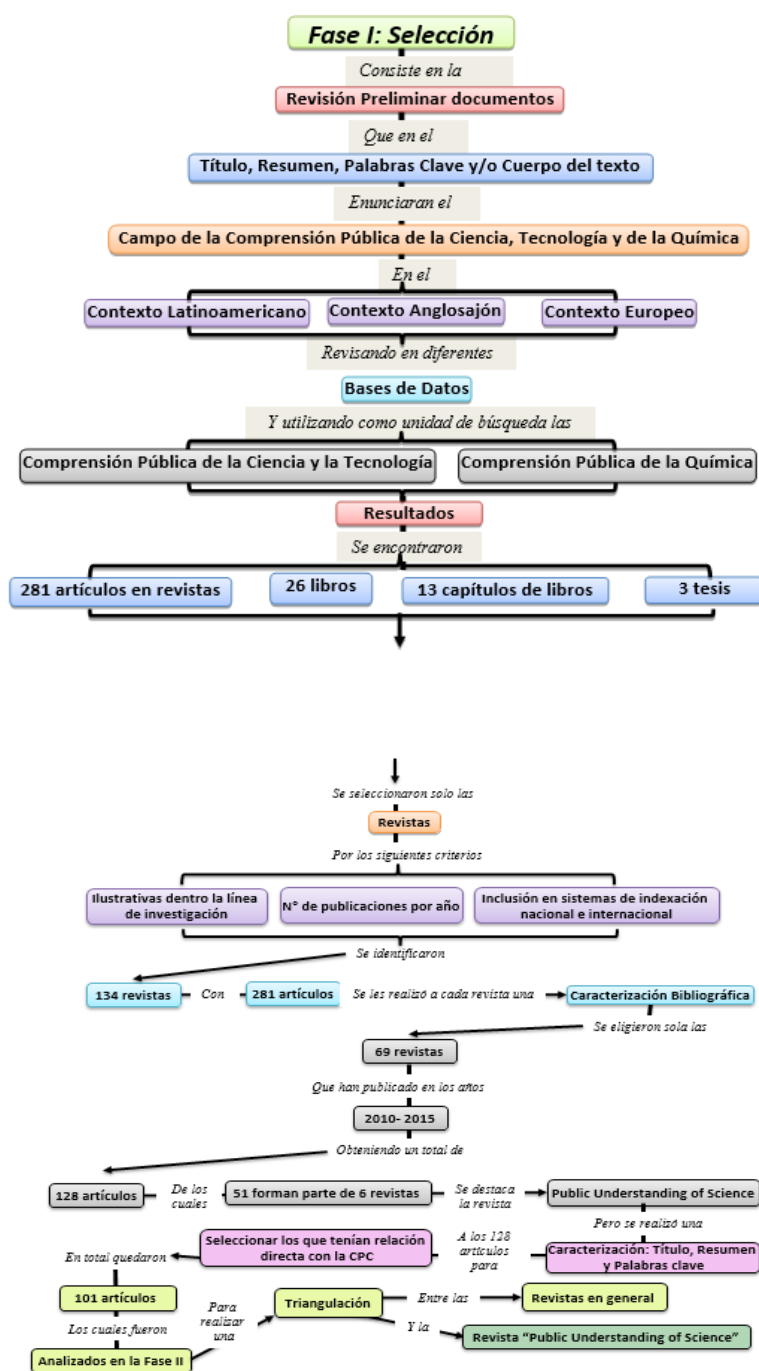 Fase I: Selección
Consiste en la
Revisión Preliminar documentos
Que en el
Título, Resumen, Palabras Clave y/o Cuerpo del texto
Enunciaran el
Campo de la Comprensión Pública de la Ciencia, Tecnología y de la Química
En el
Contexto Latinoamericano
Contexto Anglosajón
Contexto Europeo
Revisando en diferentes
Bases de Datos
Y utilizando como unidad de búsqueda las
Comprensión Pública de la Ciencia y la Tecnología
Comprensión Pública de la Química
Resultados
Se encontraron
281 artículos en revistas
26 libros
13 capítulos de libros
3 tesis
Se seleccionaron solo las
Revistas
Por los siguientes criterios
Ilustrativas dentro la línea
de investigación
N° de publicaciones por año
Inclusión en sistemas de indexación
nacional e internacional
Se identificaron
134 revistas
Con
281 artículos
Se les realizó a cada revista una
Caracterización Bibliográfica
Se eligieron sola las
69 revistas
Que han publicado en los años
2010- 2015
Obteniendo un total de
128 artículos
De los
cuales
51 forman parte de 6 revistas
Se destaca
la revista
Public Understanding of Science
Pero se realizó una
Caracterización: Título, Resumen
y Palabras clave
A los 128
artículos
para
Seleccionar los que tenían relación
directa con la CPC
En total quedaron
101 artículos
Los cuales fueron
Analizados en la Fase II
Para
realizar
una
Triangulación
Entre las
Revistas en general
Y la
Revista "Public Understanding of Science"